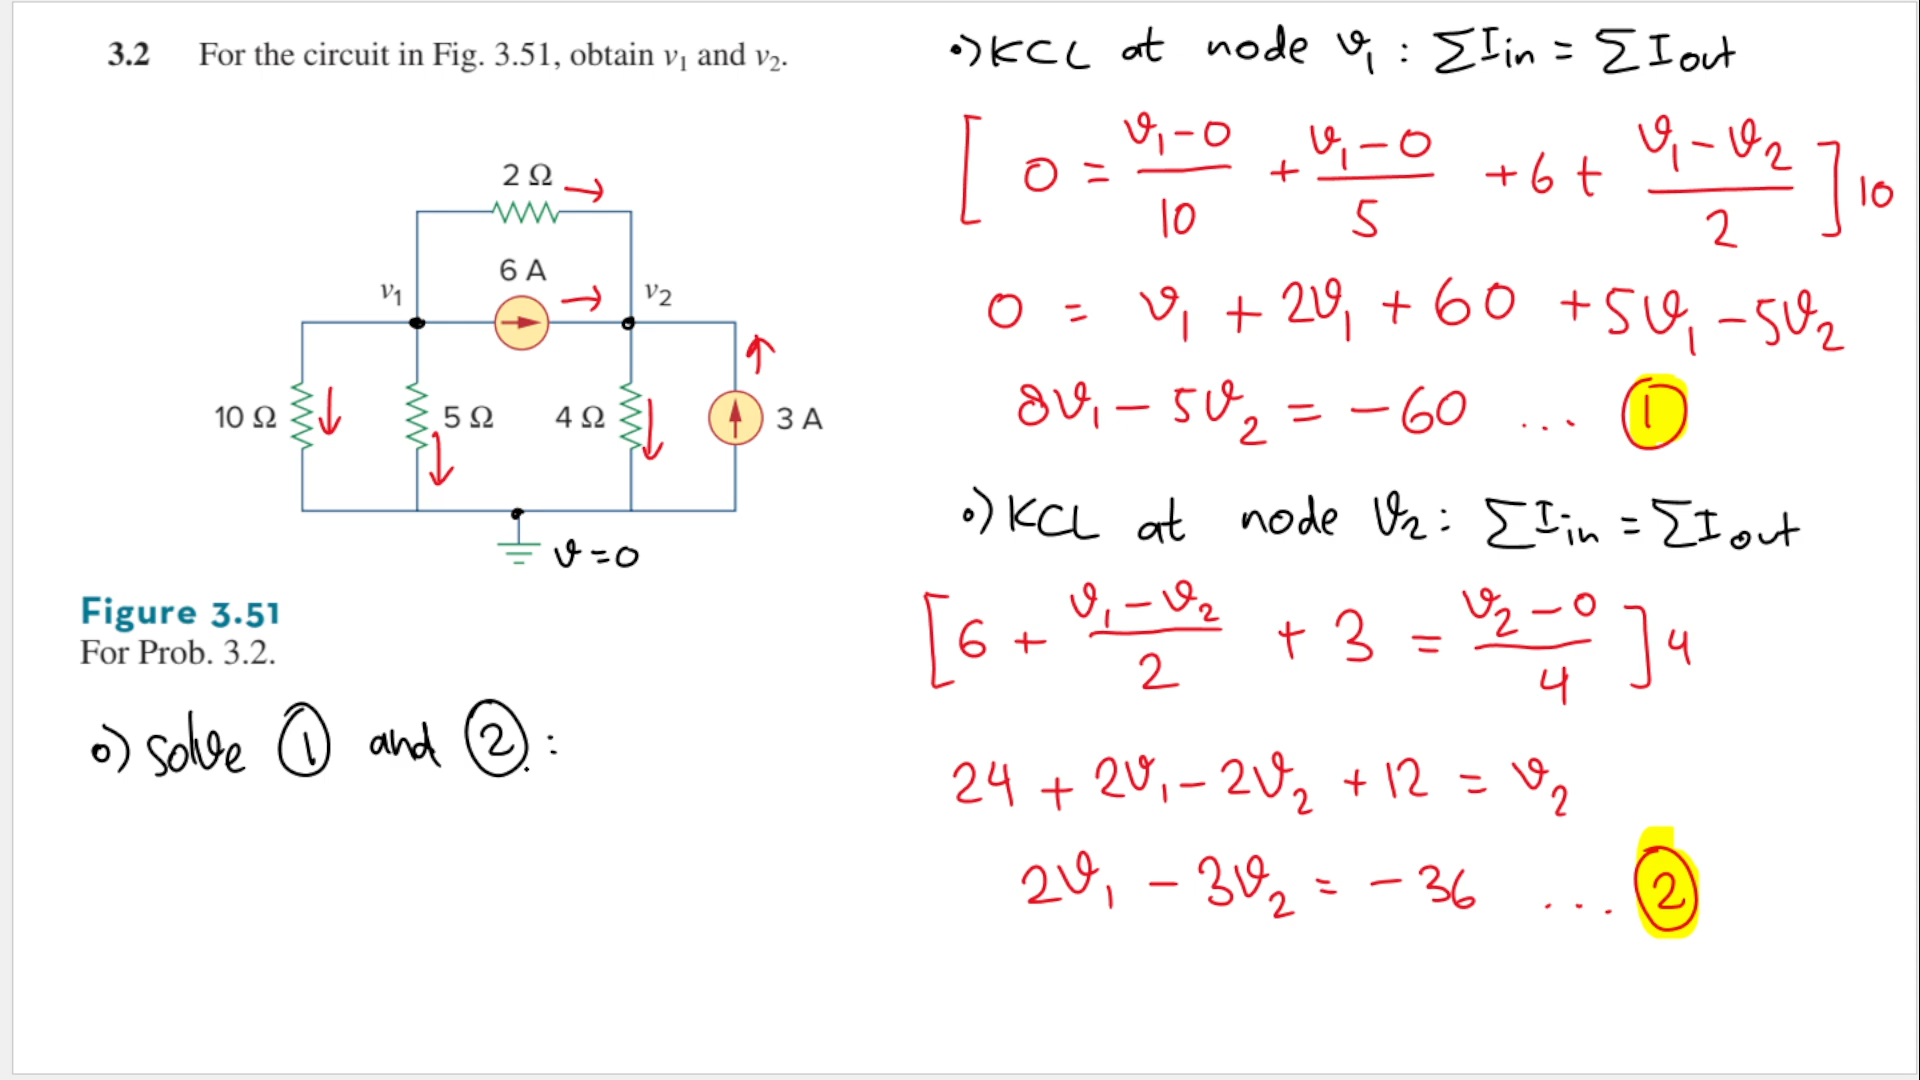 3.2 For the circuit in Fig. 3.51, obtain v₁ and v₂.
2 Ω
6 A
v₁
v₂
10 Ω
5 Ω
4 Ω
3 A
v=0
Figure 3.51
For Prob. 3.2.
o) solve ① and ②:
•) KCL at node v₁ : ΣIin = ΣIout
[ 0 = (v₁-0)/10 + (v₁-0)/5 +6 + (v₁-v₂)/2 ] 10
0 = v₁ + 2v₁ + 60 + 5v₁ - 5v₂
8v₁ - 5v₂ = -60 ... ①
o) KCL at node v₂: ΣIin = ΣIout
[ 6 + (v₁-v₂)/2 + 3 = (v₂-0)/4 ] 4
24 + 2v₁ - 2v₂ + 12 = v₂
2v₁ - 3v₂ = -36 ... ②